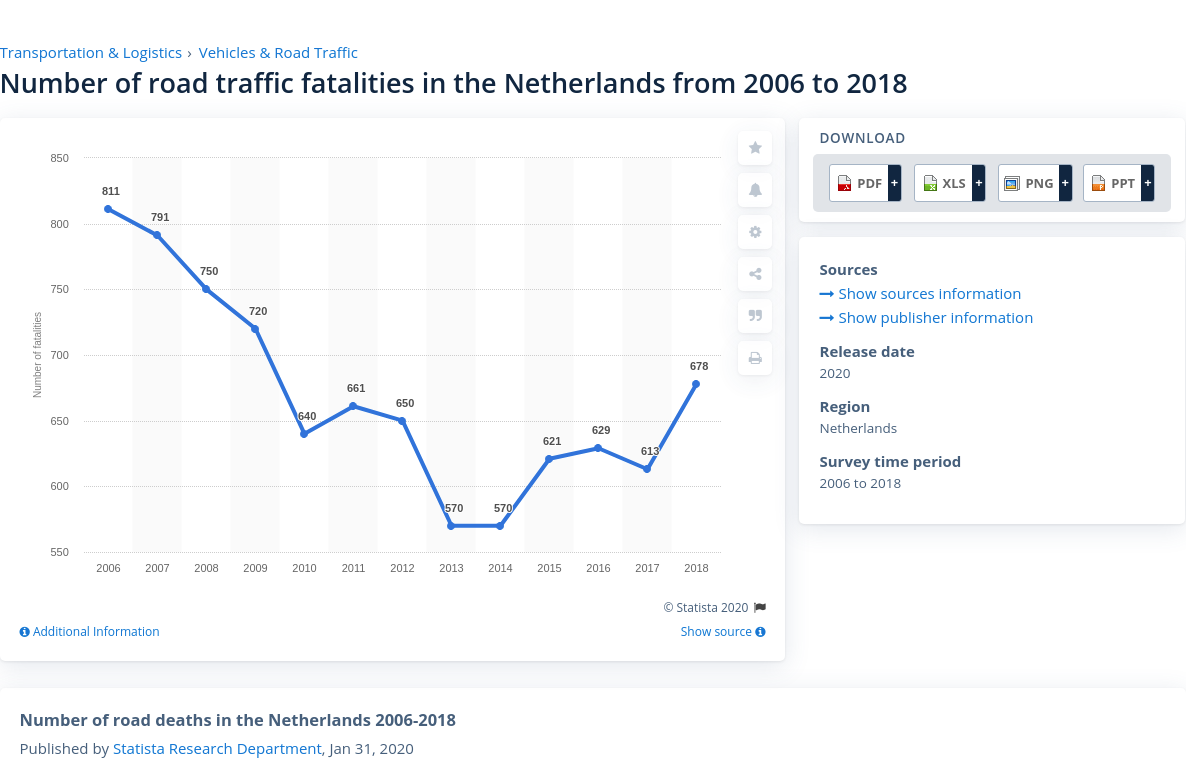 Transportation & Logistics › Vehicles & Road Traffic
Number of road traffic fatalities in the Netherlands from 2006 to 2018
850
800
750
700
650
600
550
Number of fatalities
811
791
750
720
640
661
650
570
570
621
629
613
678
2006 2007 2008 2009 2010 2011 2012 2013 2014 2015 2016 2017 2018
© Statista 2020
Additional Information
Show source
DOWNLOAD
PDF + XLS + PNG + PPT +
Sources
Show sources information
Show publisher information
Release date
2020
Region
Netherlands
Survey time period
2006 to 2018
Number of road deaths in the Netherlands 2006-2018
Published by Statista Research Department, Jan 31, 2020